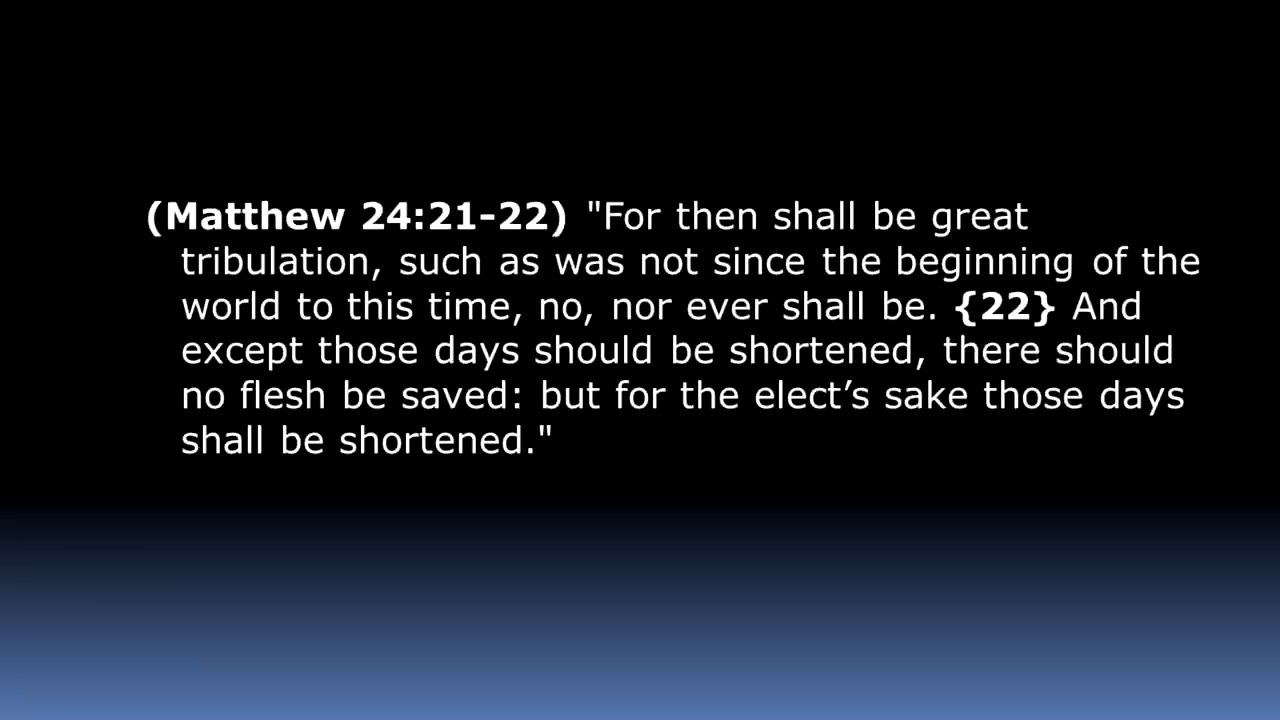 (Matthew 24:21-22) "For then shall be great
tribulation, such as was not since the beginning of the
world to this time, no, nor ever shall be. {22} And
except those days should be shortened, there should
no flesh be saved: but for the elect’s sake those days
shall be shortened."